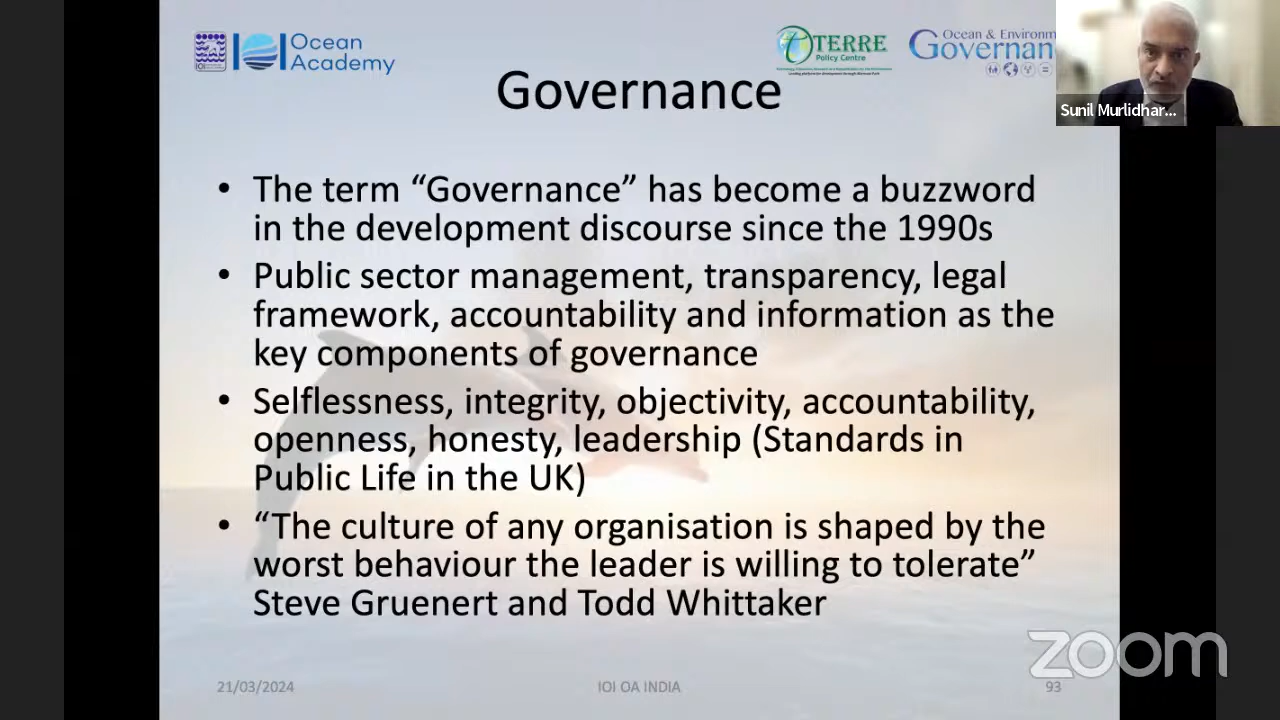 IOI
Ocean
Academy
TERRE
Policy Centre
Ocean & Environm
Governan
Governance
Sunil Murlidhar...
• The term “Governance” has become a buzzword
in the development discourse since the 1990s
• Public sector management, transparency, legal
framework, accountability and information as the
key components of governance
• Selflessness, integrity, objectivity, accountability,
openness, honesty, leadership (Standards in
Public Life in the UK)
• “The culture of any organisation is shaped by the
worst behaviour the leader is willing to tolerate”
Steve Gruenert and Todd Whittaker
zoom
21/03/2024
IOI OA INDIA
93